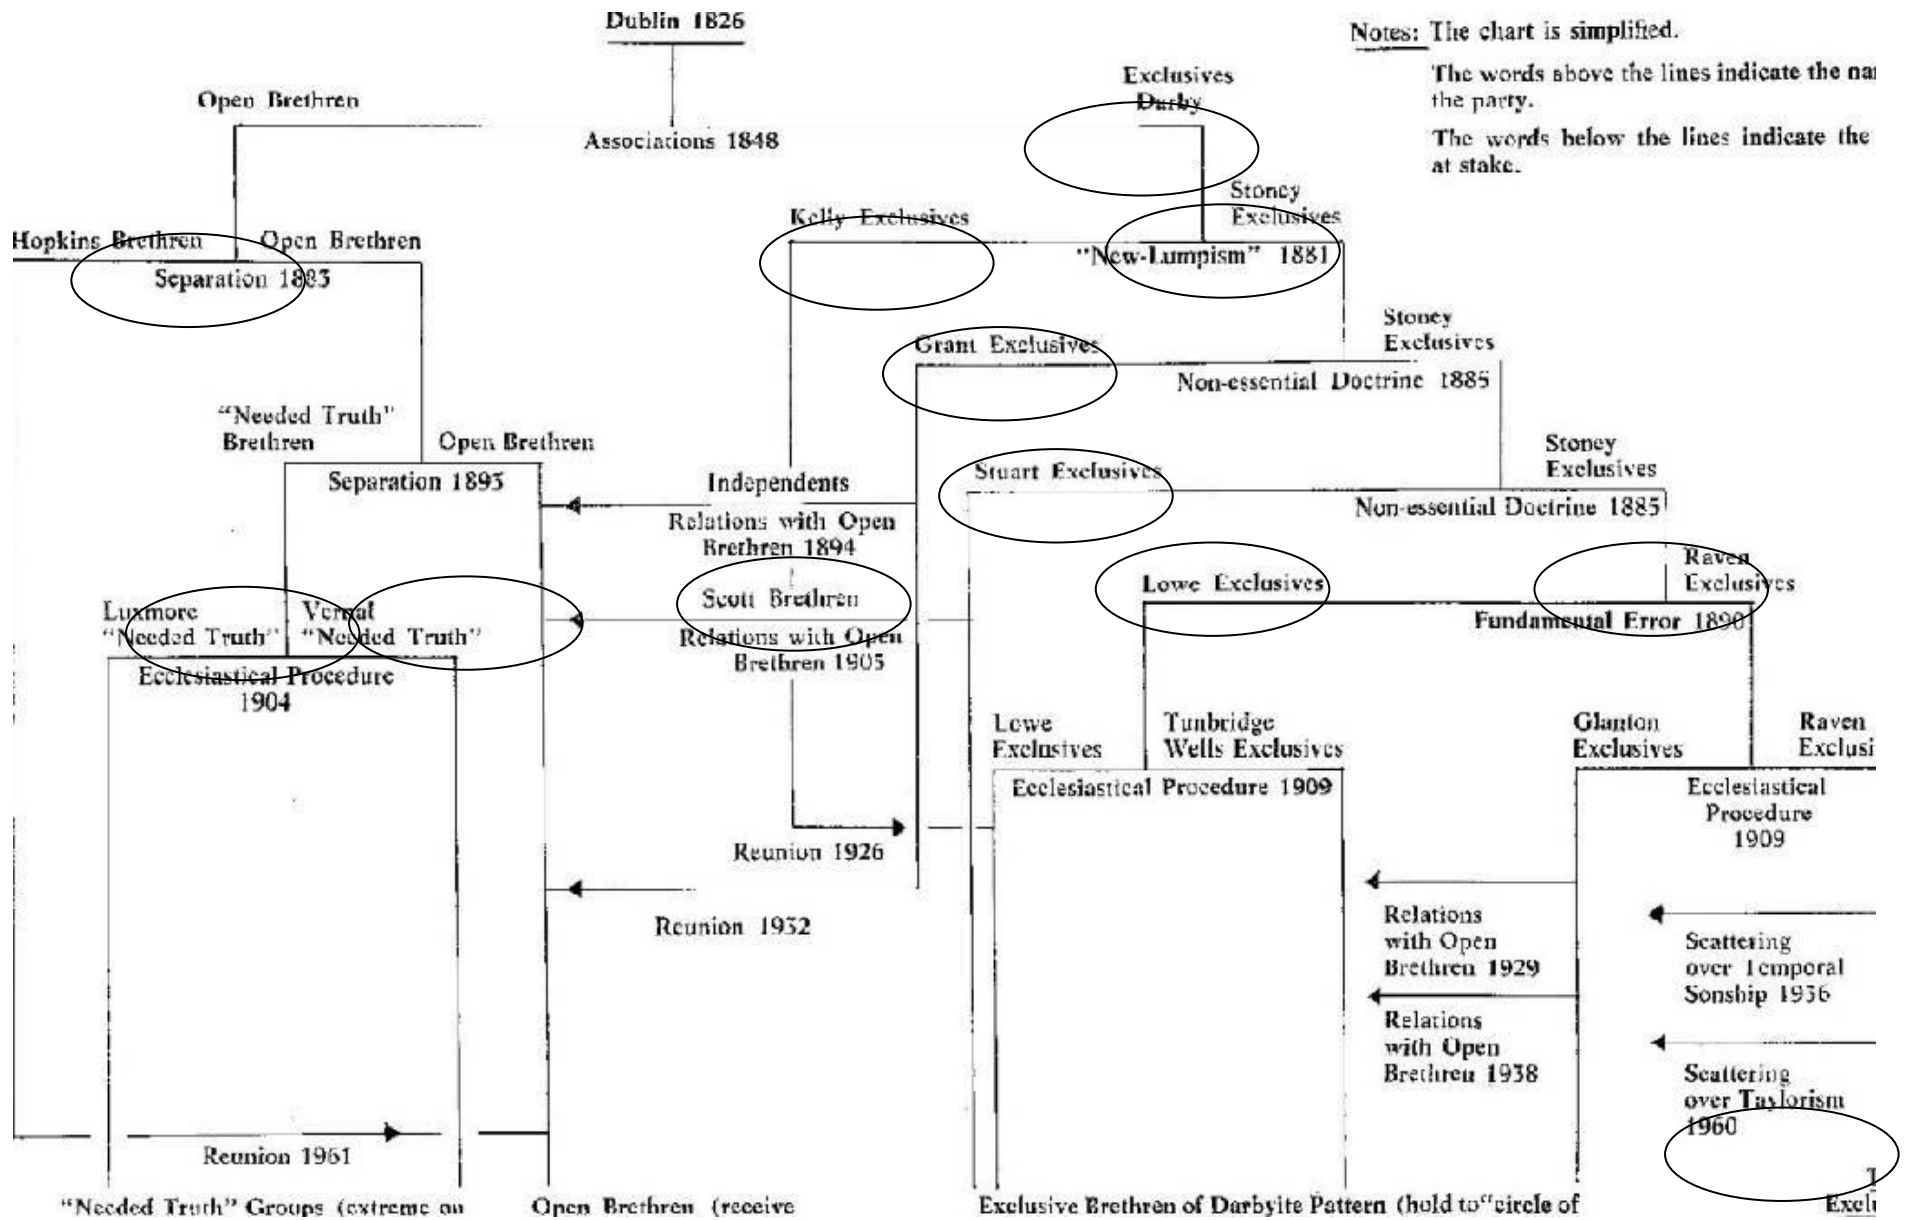 Dublin 1826
Notes: The chart is simplified.
The words above the lines indicate the
the party.
The words below the lines indicate the
at stake.
Exclusives
Darby
Open Brethren
Associations 1848
Stoney
Exclusives
Kelly Exclusives
"New-Lumpism" 1881
Hopkins Brethren
Open Brethren
Separation 1883
Stoney
Exclusives
Grant Exclusives
Non-essential Doctrine 1885
"Needed Truth"
Brethren
Open Brethren
Separation 1893
Stoney
Exclusives
Stuart Exclusives
Non-essential Doctrine 1885
Independents
Relations with Open
Brethren 1894
Raven
Exclusives
Lowe Exclusives
Fundamental Error 1890
Scott Brethren
Relations with Open
Brethren 1905
Luxmore
"Needed Truth"
Vernal
"Needed Truth"
Ecclesiastical Procedure
1904
Lowe
Exclusives
Tunbridge
Wells Exclusives
Ecclesiastical Procedure 1909
Glanton
Exclusives
Raven
Exclusi
Ecclesiastical
Procedure
1909
Reunion 1926
Reunion 1932
Relations
with Open
Brethren 1929
Scattering
over Temporal
Sonship 1936
Relations
with Open
Brethren 1938
Scattering
over Taylorism
1960
Reunion 1961
"Needed Truth" Groups (extreme on
Open Brethren (receive
Exclusive Brethren of Darbyite Pattern (hold to "circle of